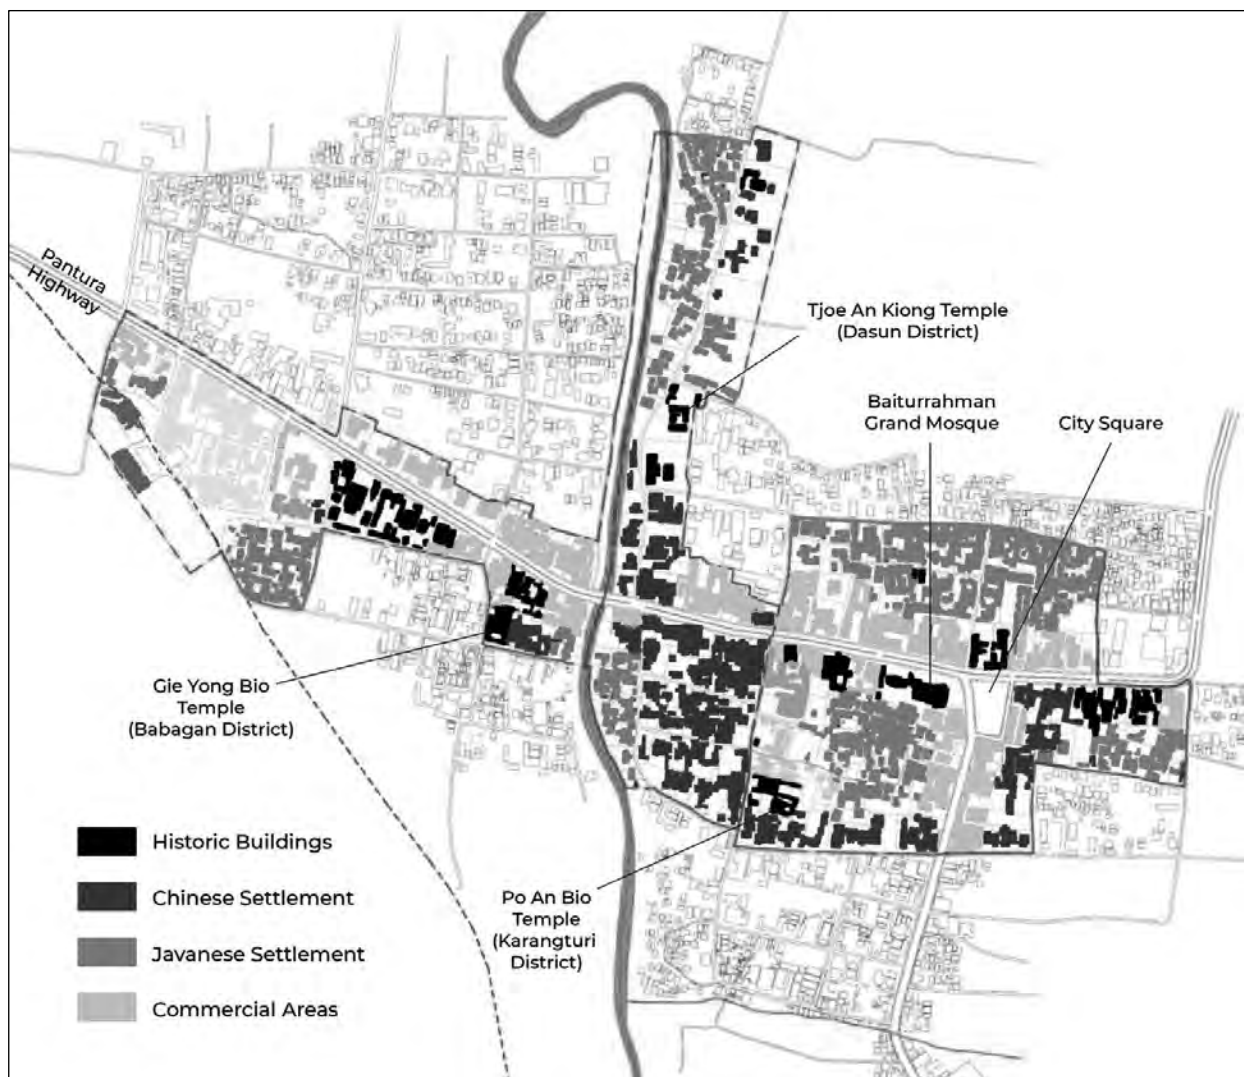 Pantura
Highway
Tjoe An Kiong Temple
(Dasun District)
Baiturrahman
Grand Mosque
City Square
Gie Yong Bio
Temple
(Babagan District)
Po An Bio
Temple
(Karangturi
District)
Historic Buildings
Chinese Settlement
Javanese Settlement
Commercial Areas